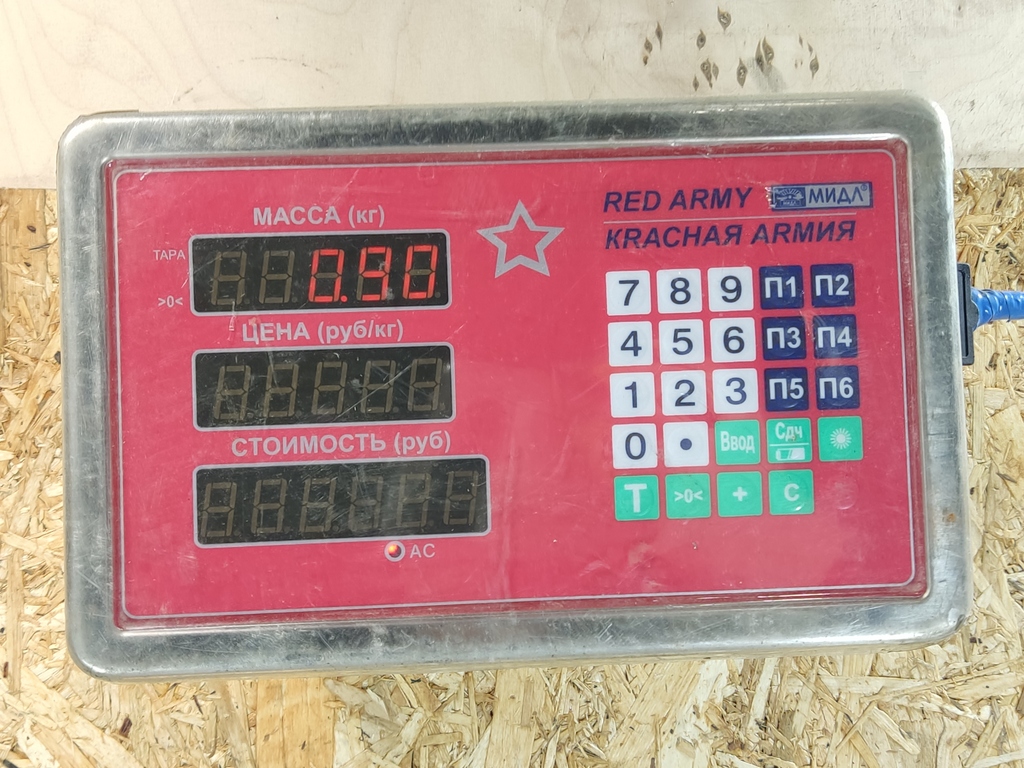 RED ARMY МИДЛ®
КRАСНАЯ АRМИЯ
МАССА (кг)
ТАРА
>0<
0.90
ЦЕНА (руб/кг)
СТОИМОСТЬ (руб)
AC
7 8 9 П1 П2
4 5 6 П3 П4
1 2 3 П5 П6
0 • Ввод Сдч
T >0< + C